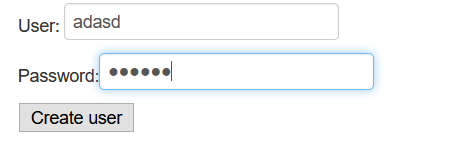 User: adasd
Password: ••••••
Create user